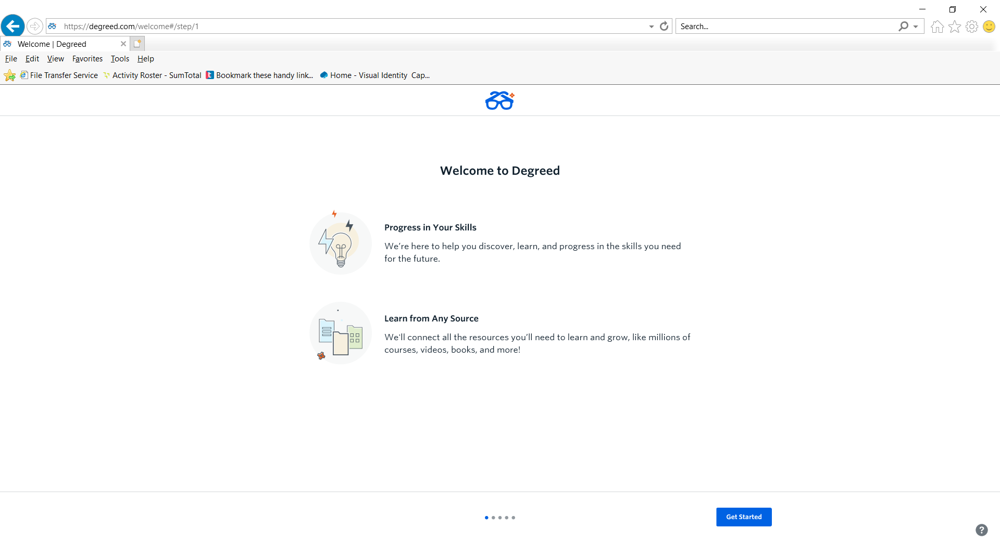 https://degreed.com/welcome#/step/1
Search...
Welcome | Degreed
File Edit View Favorites Tools Help
File Transfer Service Activity Roster - SumTotal t Bookmark these handy link... Home - Visual Identity Cap...
Welcome to Degreed
Progress in Your Skills
We’re here to help you discover, learn, and progress in the skills you need
for the future.
Learn from Any Source
We'll connect all the resources you’ll need to learn and grow, like millions of
courses, videos, books, and more!
Get Started
?